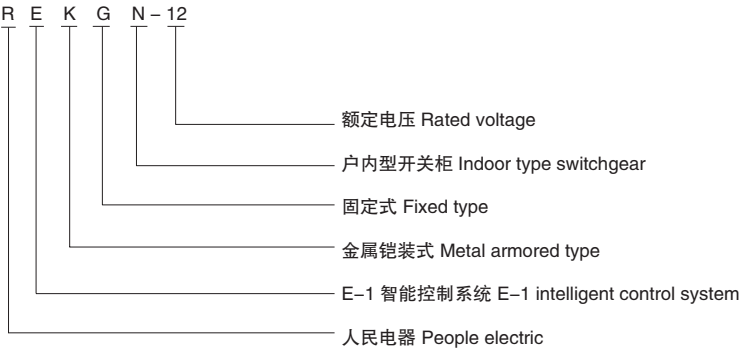 R E K G N – 12
额定电压 Rated voltage
户内型开关柜 Indoor type switchgear
固定式 Fixed type
金属铠装式 Metal armored type
E–1 智能控制系统 E–1 intelligent control system
人民电器 People electric